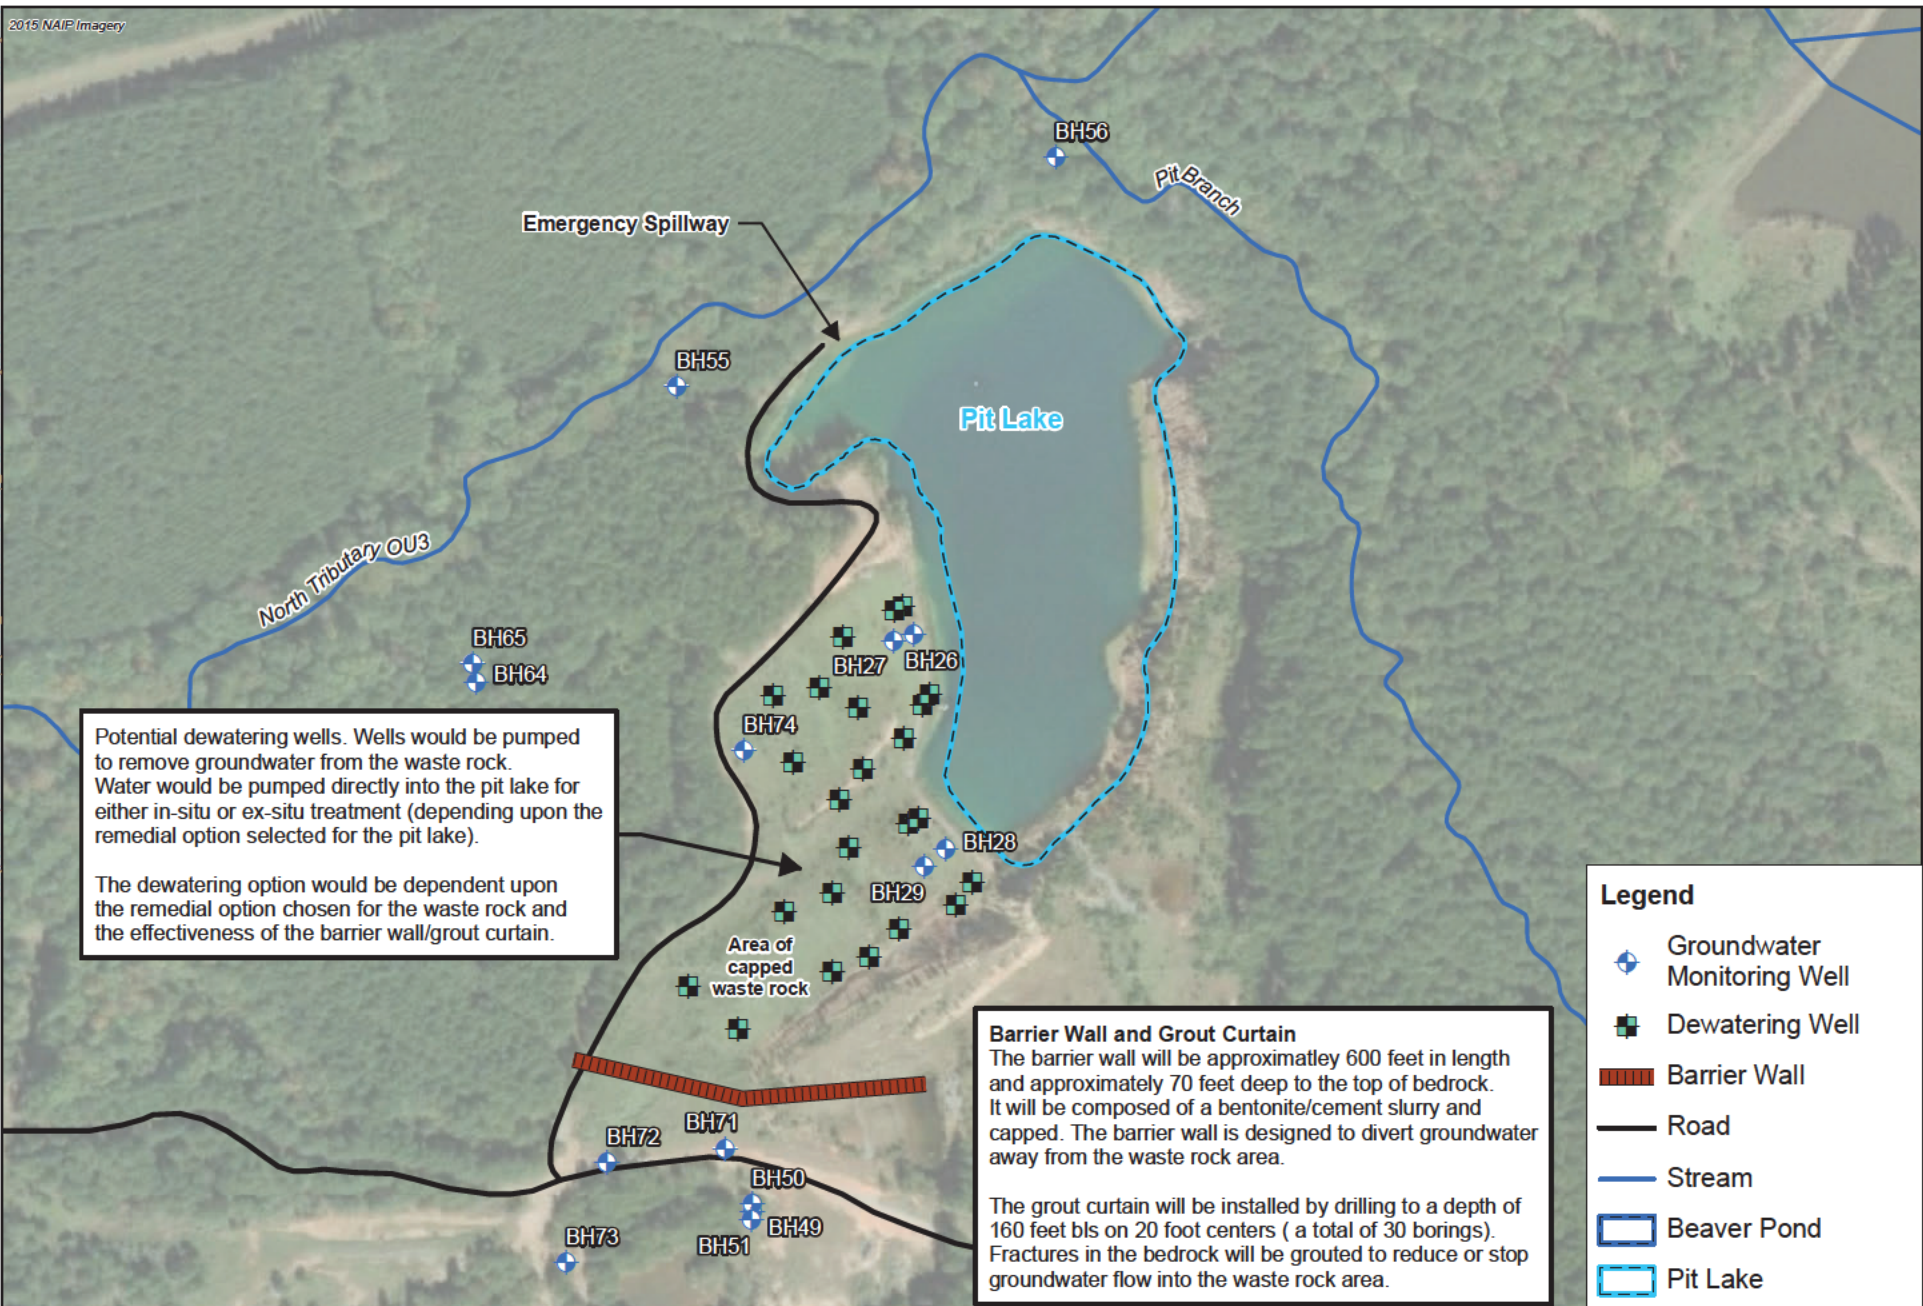 2015 NAIP Imagery
BH56
Pit Branch
Emergency Spillway
BH55
Pit Lake
North Tributary OU3
BH65
BH64
BH27
BH26
BH74
Potential dewatering wells. Wells would be pumped
to remove groundwater from the waste rock.
Water would be pumped directly into the pit lake for
either in-situ or ex-situ treatment (depending upon the
remedial option selected for the pit lake).
The dewatering option would be dependent upon
the remedial option chosen for the waste rock and
the effectiveness of the barrier wall/grout curtain.
BH28
BH29
Area of
capped
waste rock
BH71
BH72
BH50
BH49
BH51
BH73
Barrier Wall and Grout Curtain
The barrier wall will be approximatley 600 feet in length
and approximately 70 feet deep to the top of bedrock.
It will be composed of a bentonite/cement slurry and
capped. The barrier wall is designed to divert groundwater
away from the waste rock area.
The grout curtain will be installed by drilling to a depth of
160 feet bls on 20 foot centers ( a total of 30 borings).
Fractures in the bedrock will be grouted to reduce or stop
groundwater flow into the waste rock area.
Legend
Groundwater
Monitoring Well
Dewatering Well
Barrier Wall
Road
Stream
Beaver Pond
Pit Lake